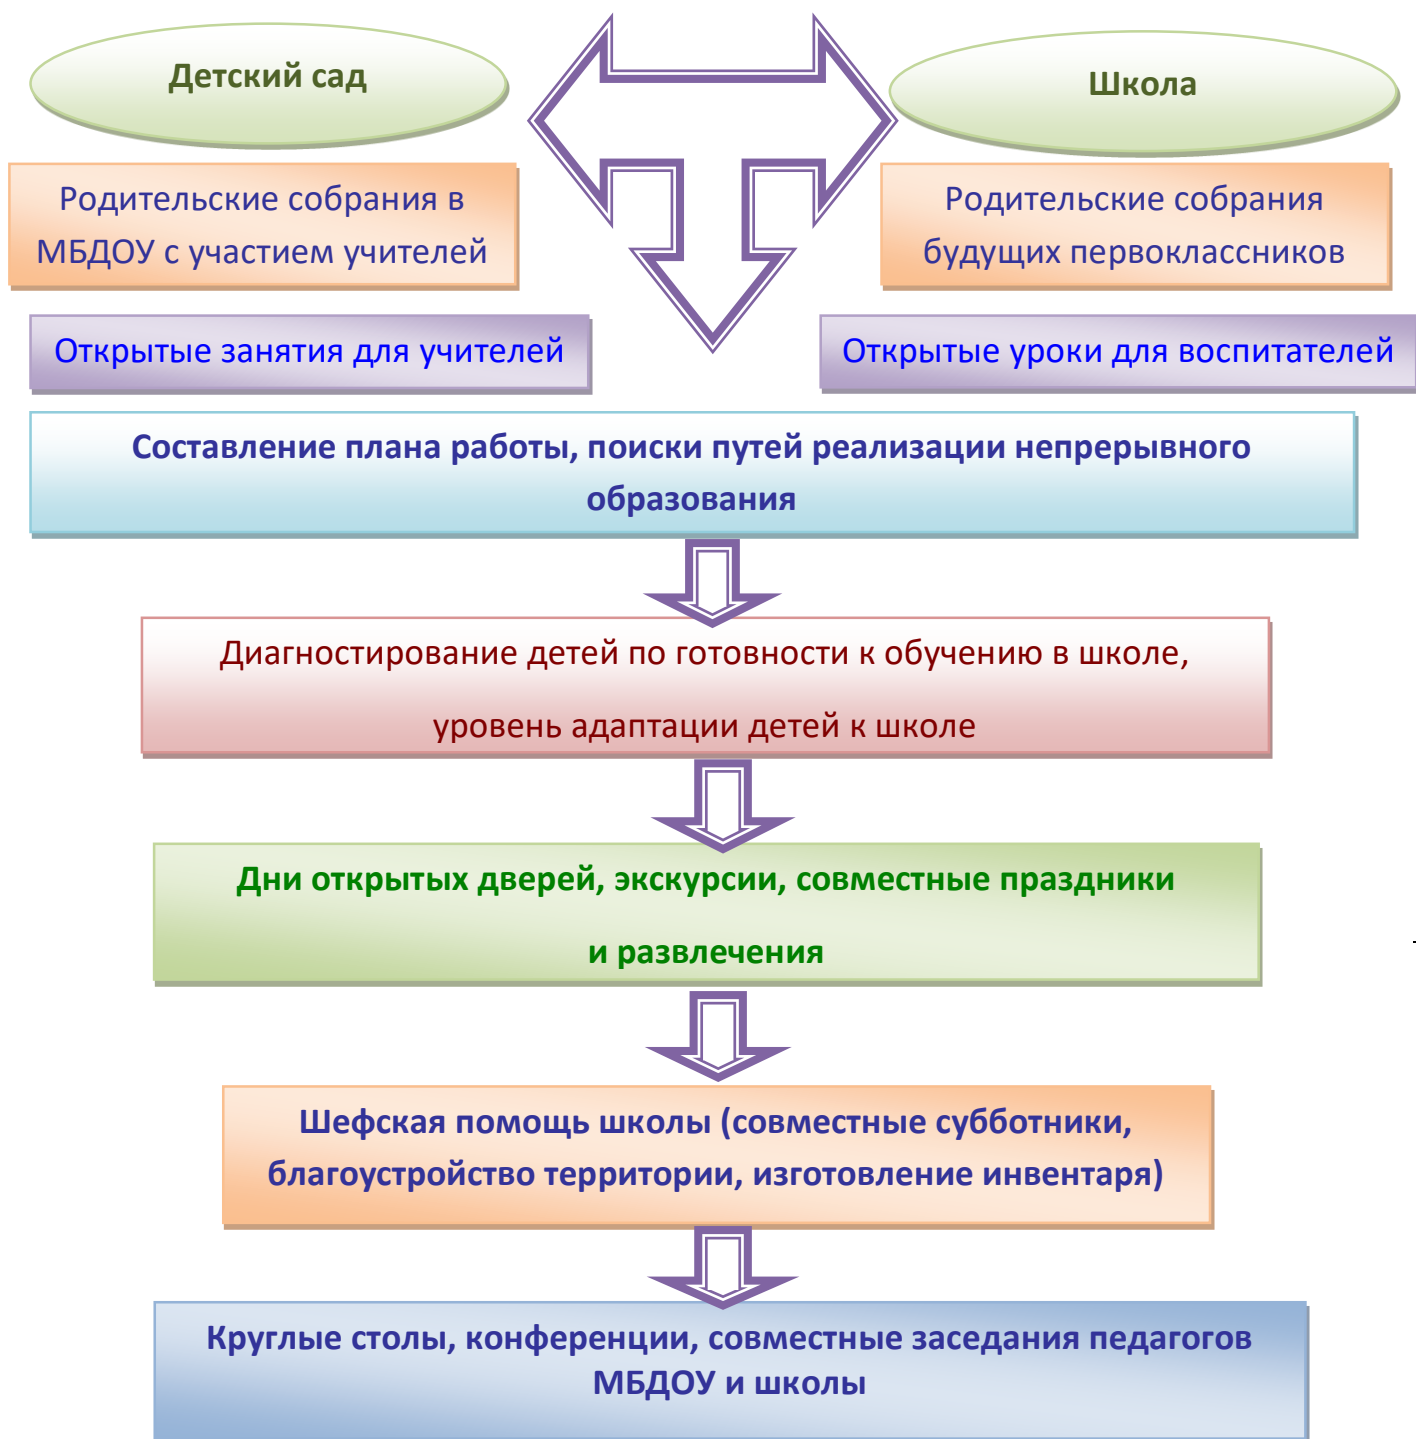 Детский сад
Школа
Родительские собрания в
МБДОУ с участием учителей
Родительские собрания
будущих первоклассников
Открытые занятия для учителей
Открытые уроки для воспитателей
Составление плана работы, поиски путей реализации непрерывного
образования
Диагностирование детей по готовности к обучению в школе,
уровень адаптации детей к школе
Дни открытых дверей, экскурсии, совместные праздники
и развлечения
Шефская помощь школы (совместные субботники,
благоустройство территории, изготовление инвентаря)
Круглые столы, конференции, совместные заседания педагогов
МБДОУ и школы